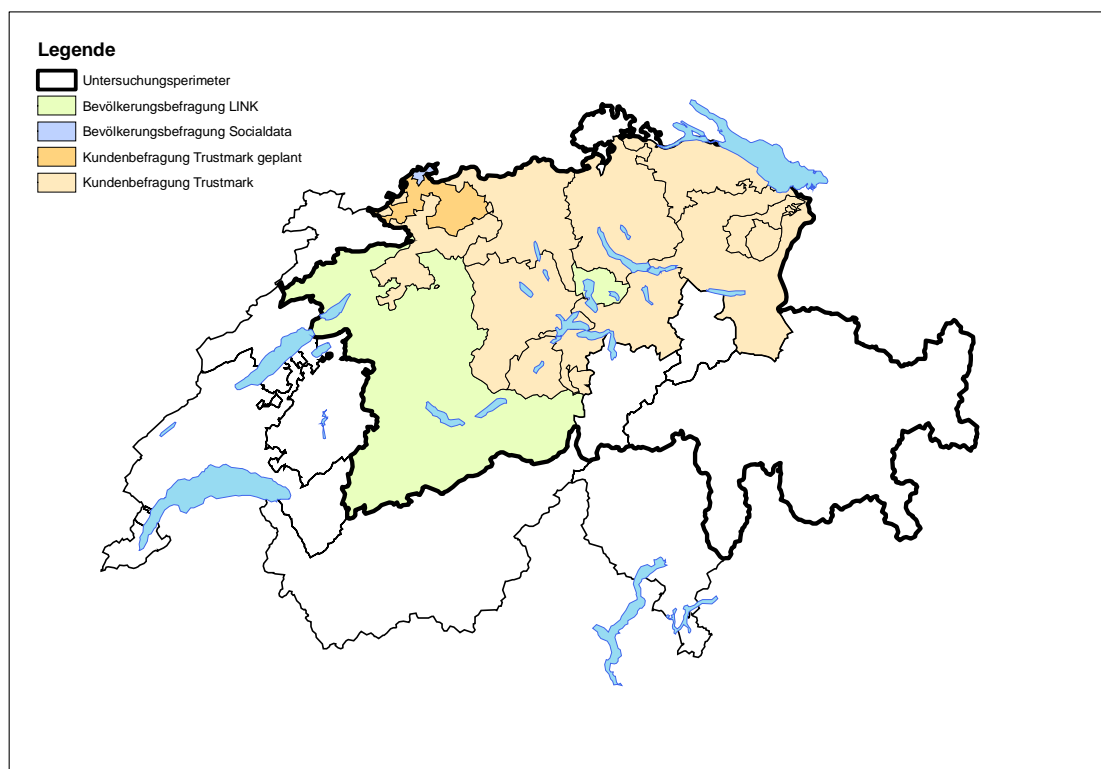 Legende
Untersuchungsperimeter
Bevölkerungsbefragung LINK
Bevölkerungsbefragung Socialdata
Kundenbefragung Trustmark geplant
Kundenbefragung Trustmark